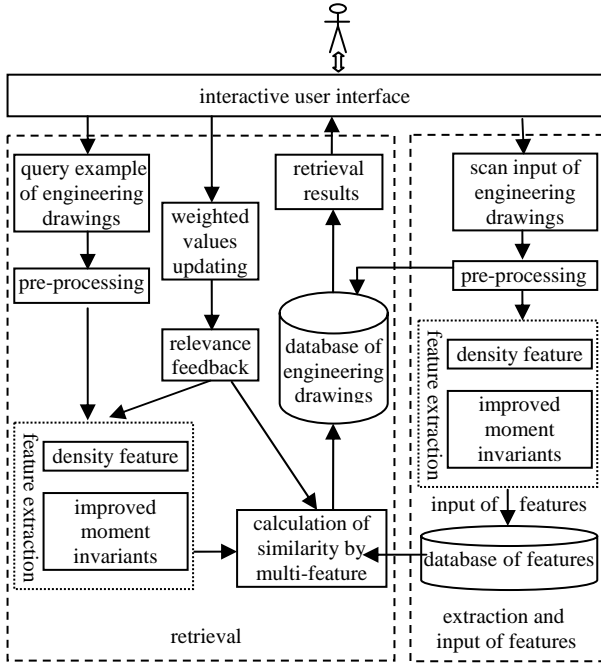 interactive user interface
query example
of engineering
drawings
weighted
values
updating
retrieval
results
scan input of
engineering
drawings
pre-processing
pre-processing
relevance
feedback
database of
engineering
drawings
feature extraction
density feature
improved
moment
invariants
feature extraction
density feature
improved
moment
invariants
calculation of
similarity by
multi-feature
input of features
database of features
retrieval
extraction and
input of features